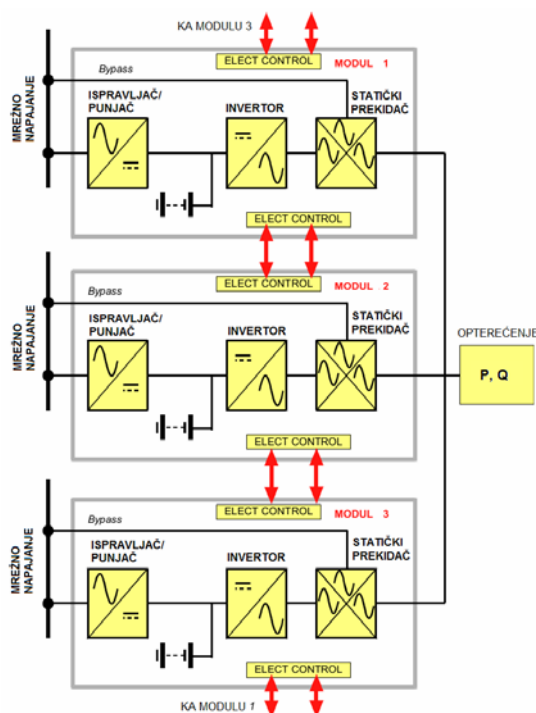 KA MODULU 3
ELECT CONTROL
MODUL 1
Bypass
MREŽNO
NAPAJANJE
ISPRAVLJAČ/
PUNJAČ
INVERTOR
STATIČKI
PREKIDAČ
ELECT CONTROL
ELECT CONTROL
MODUL 2
Bypass
MREŽNO
NAPAJANJE
ISPRAVLJAČ/
PUNJAČ
INVERTOR
STATIČKI
PREKIDAČ
OPTEREĆENJE
P, Q
ELECT CONTROL
ELECT CONTROL
MODUL 3
Bypass
MREŽNO
NAPAJANJE
ISPRAVLJAČ/
PUNJAČ
INVERTOR
STATIČKI
PREKIDAČ
ELECT CONTROL
KA MODULU 1